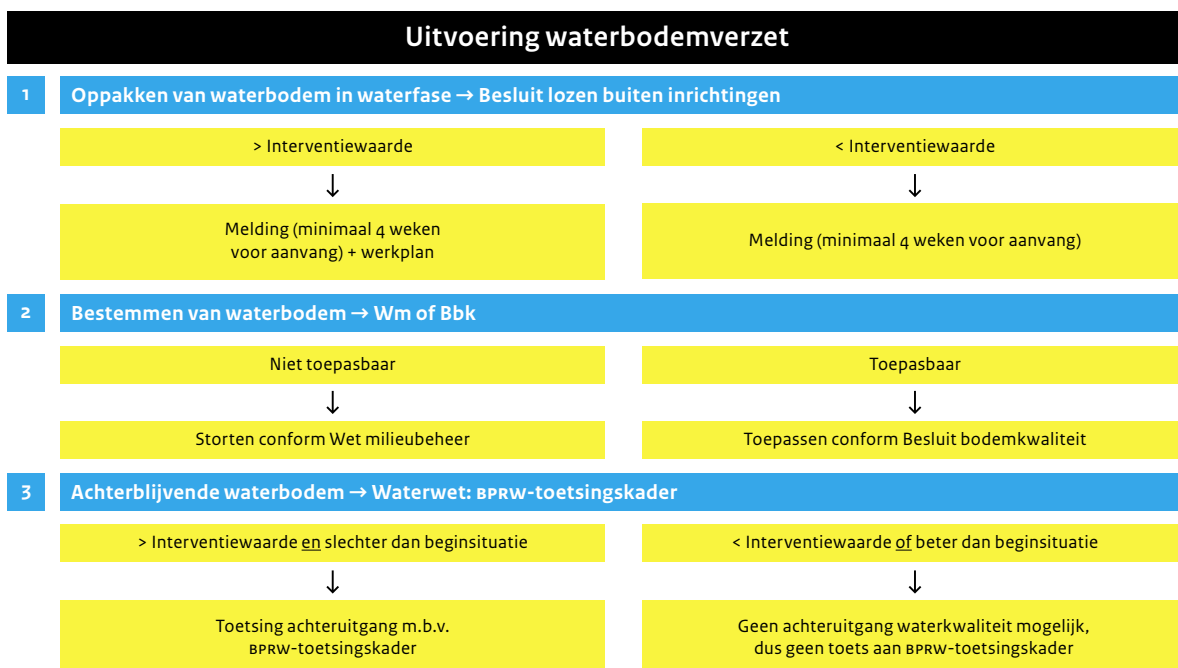 Uitvoering waterbodemverzet
1 Oppakken van waterbodem in waterfase → Besluit lozen buiten inrichtingen
> Interventiewaarde
↓
Melding (minimaal 4 weken
voor aanvang) + werkplan
< Interventiewaarde
↓
Melding (minimaal 4 weken voor aanvang)
2 Bestemmen van waterbodem → Wm of Bbk
Niet toepasbaar
↓
Storten conform Wet milieubeheer
Toepasbaar
↓
Toepassen conform Besluit bodemkwaliteit
3 Achterblijvende waterbodem → Waterwet: BPRW-toetsingskader
> Interventiewaarde en slechter dan beginsituatie
↓
Toetsing achteruitgang m.b.v.
BPRW-toetsingskader
< Interventiewaarde of beter dan beginsituatie
↓
Geen achteruitgang waterkwaliteit mogelijk,
dus geen toets aan BPRW-toetsingskader